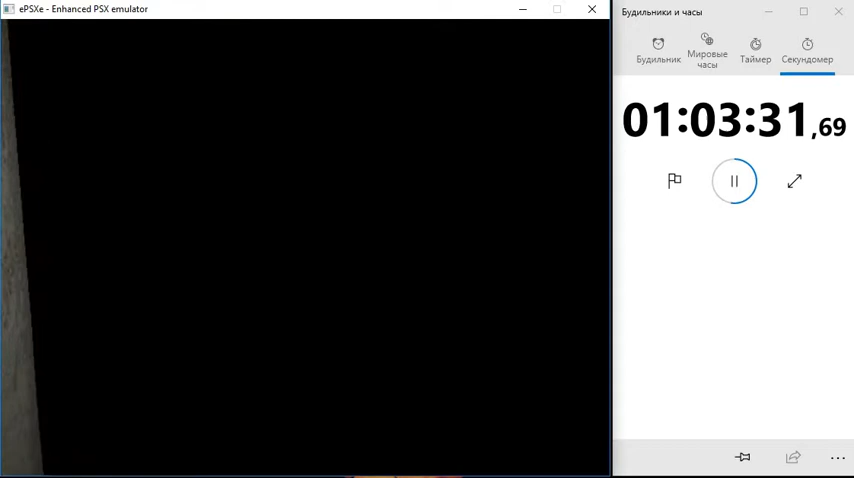 ePSXe - Enhanced PSX emulator
Будильники и часы
Будильник
Мировые
часы
Таймер
Секундомер
01:03:31,69